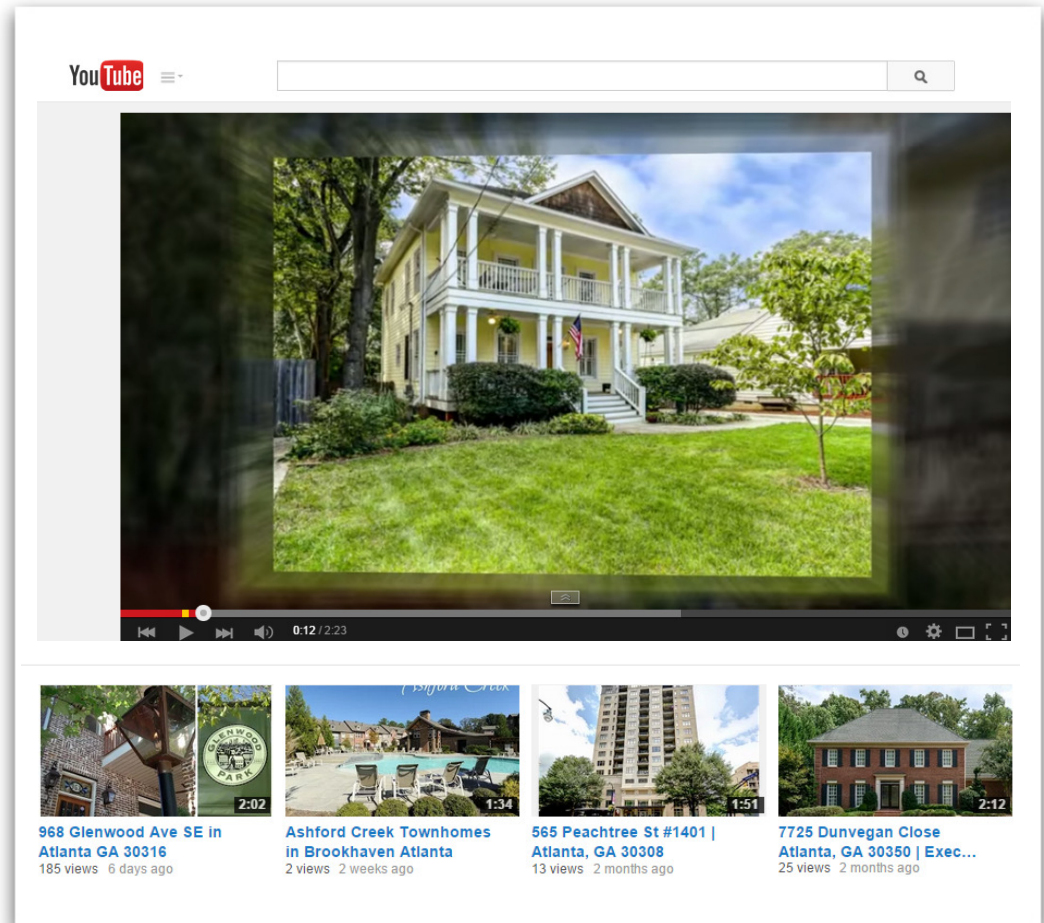 YouTube
0:12 / 2:23
Ashford Creek
GLENWOOD
PARK
2:02
1:34
1:51
2:12
968 Glenwood Ave SE in
Atlanta GA 30316
185 views 6 days ago
Ashford Creek Townhomes
in Brookhaven Atlanta
2 views 2 weeks ago
565 Peachtree St #1401 |
Atlanta, GA 30308
13 views 2 months ago
7725 Dunvegan Close
Atlanta, GA 30350 | Exec...
25 views 2 months ago